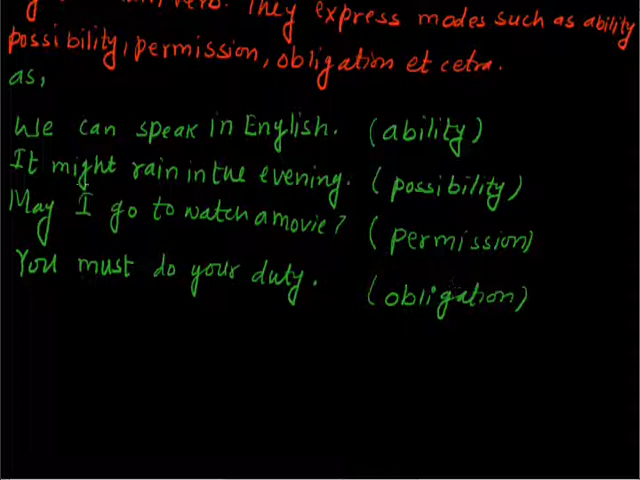 verb. They express modes such as ability
possibility, permission, obligation et cetra.
as,
We can speak in English. (ability)
It might rain in the evening. (possibility)
May I go to watch a movie? (permission)
You must do your duty. (obligation)